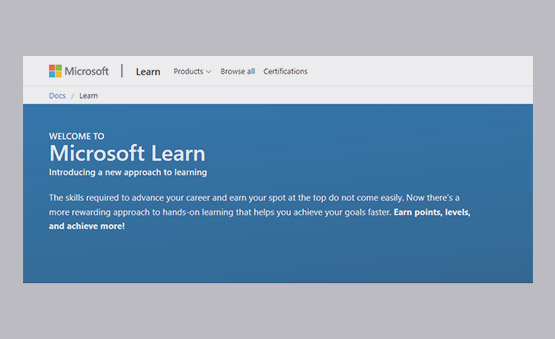 Microsoft | Learn Products Browse all Certifications
Docs / Learn
WELCOME TO
Microsoft Learn
Introducing a new approach to learning
The skills required to advance your career and earn your spot at the top do not come easily. Now there's a
more rewarding approach to hands-on learning that helps you achieve your goals faster. Earn points, levels,
and achieve more!